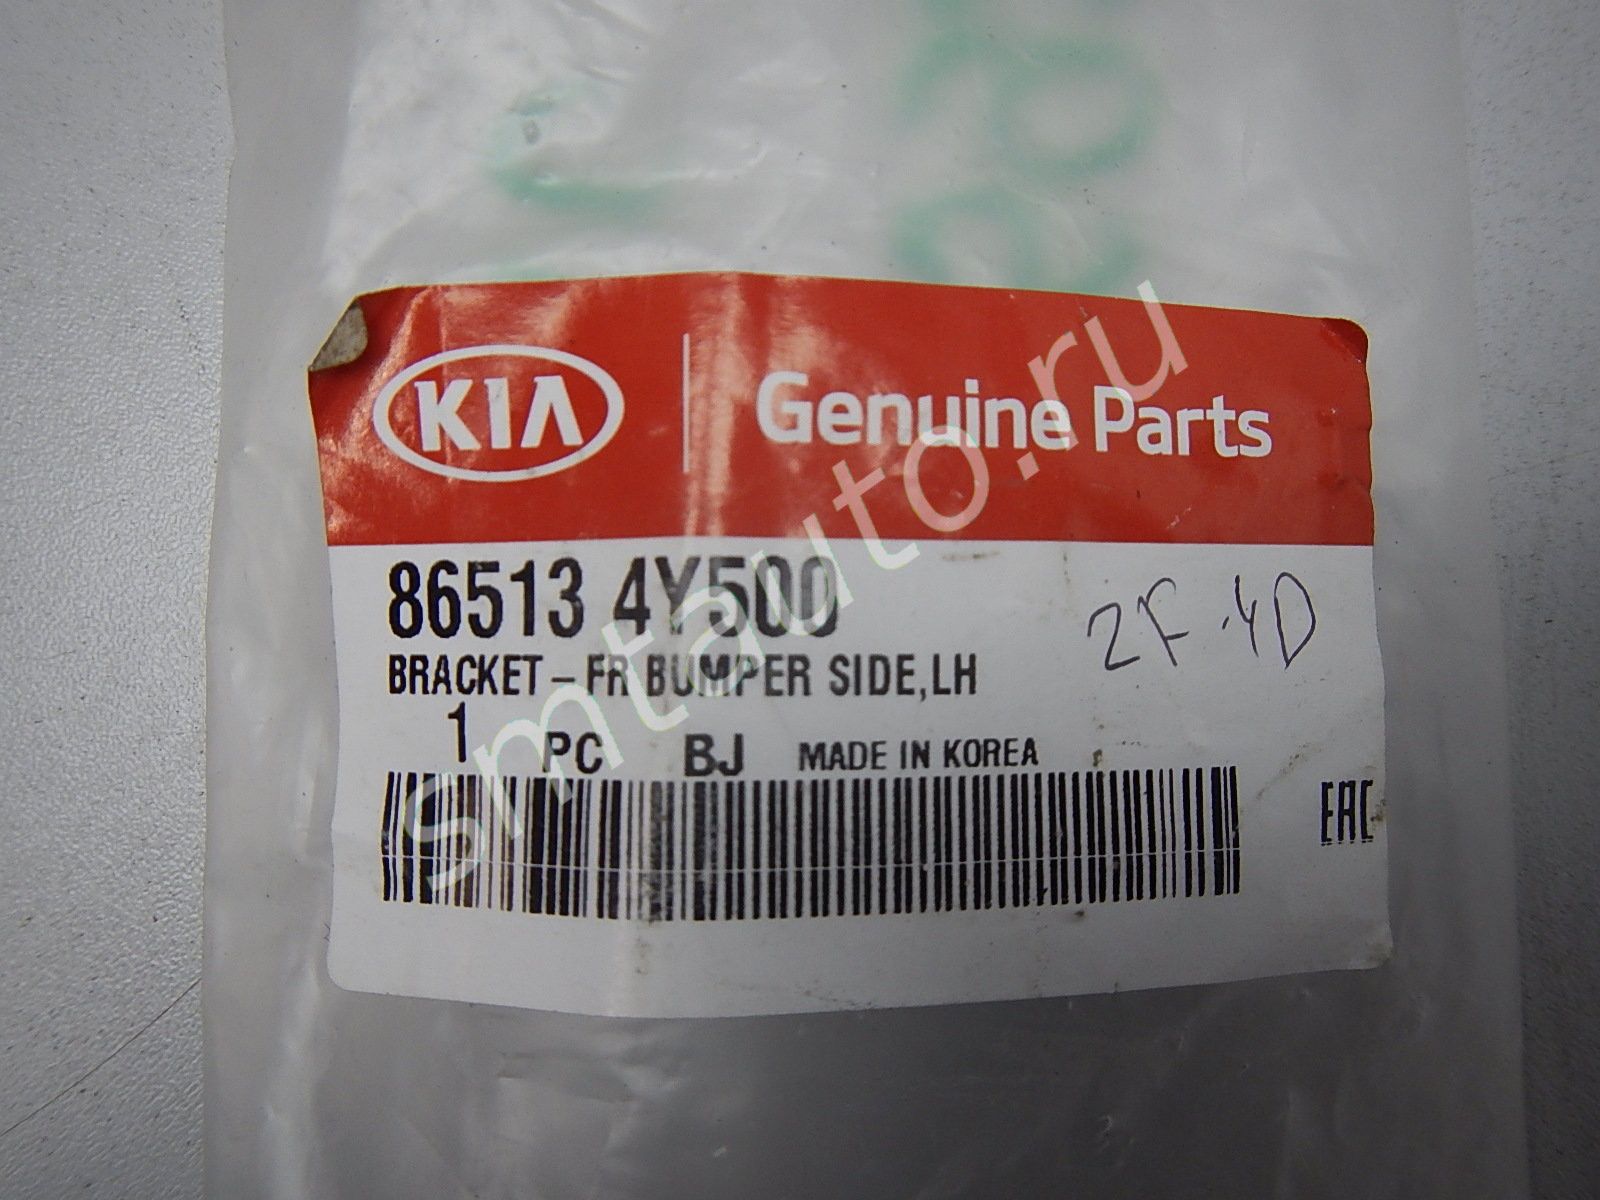 KIA Genuine Parts
86513 4Y500
BRACKET-FR BUMPER SIDE,LH
1 PC BJ MADE IN KOREA
EAC
2F-4D
smtauto.ru